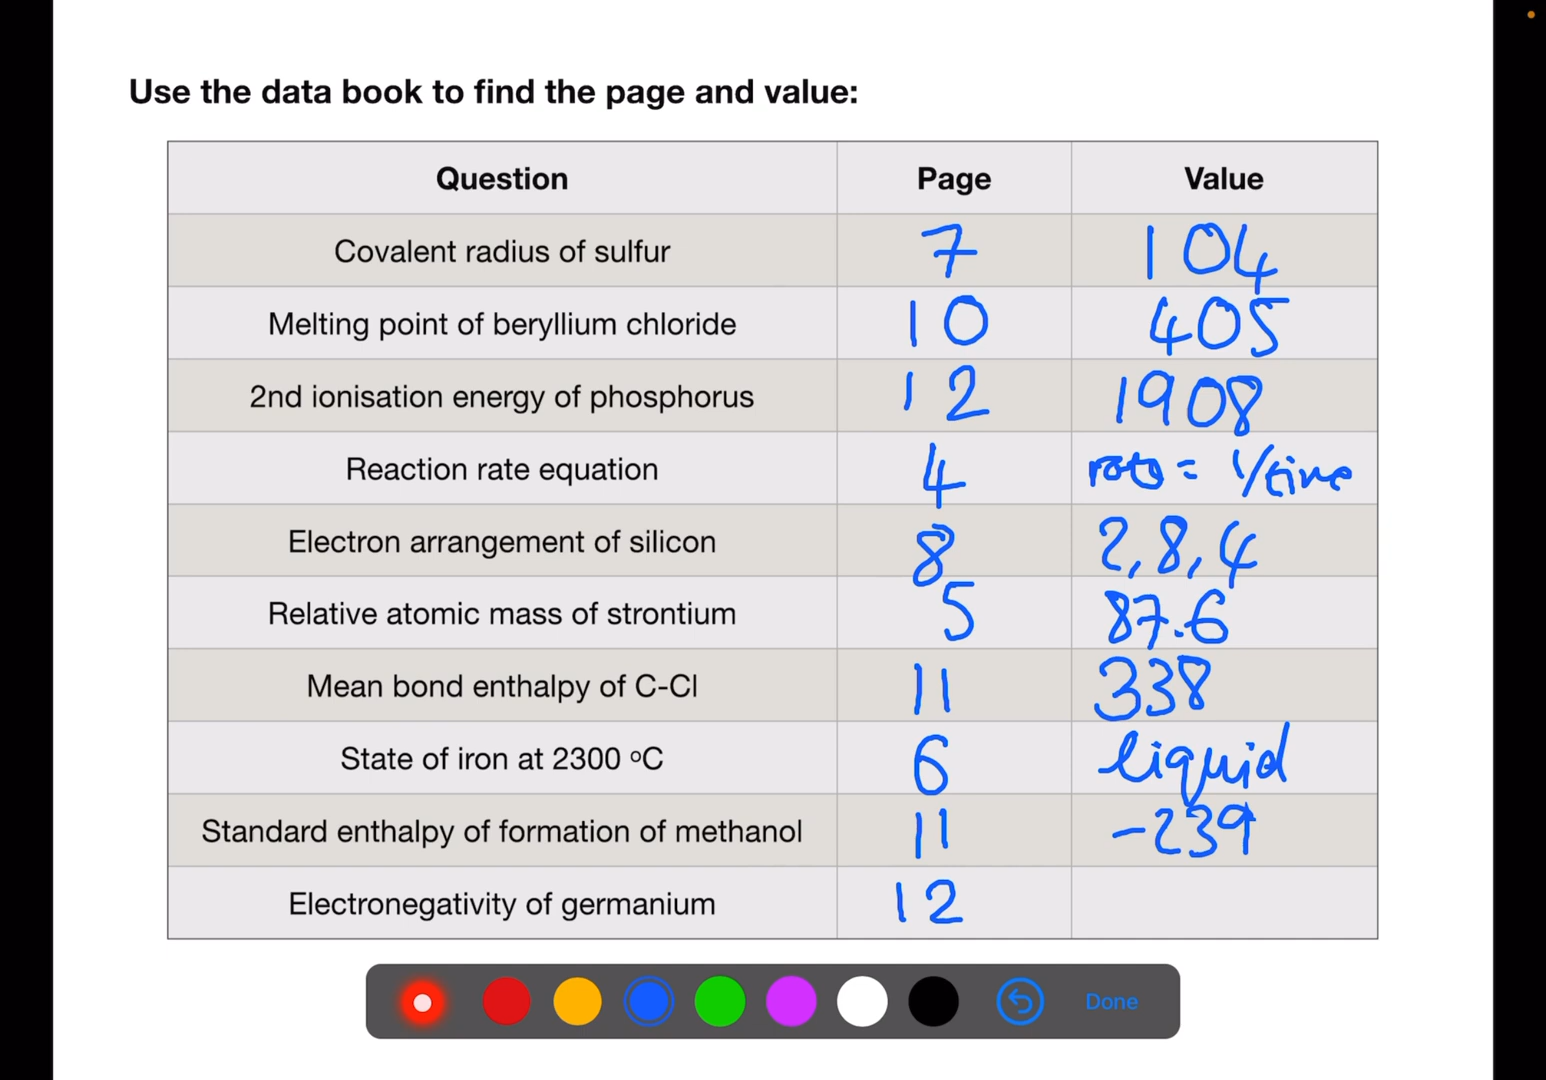 Use the data book to find the page and value:
Question Page Value
Covalent radius of sulfur 7 104
Melting point of beryllium chloride 10 405
2nd ionisation energy of phosphorus 12 1908
Reaction rate equation 4 rate = 1/time
Electron arrangement of silicon 8 2,8,4
Relative atomic mass of strontium 5 87.6
Mean bond enthalpy of C-Cl 11 338
State of iron at 2300 ºC 6 liquid
Standard enthalpy of formation of methanol 11 -239
Electronegativity of germanium 12
Done